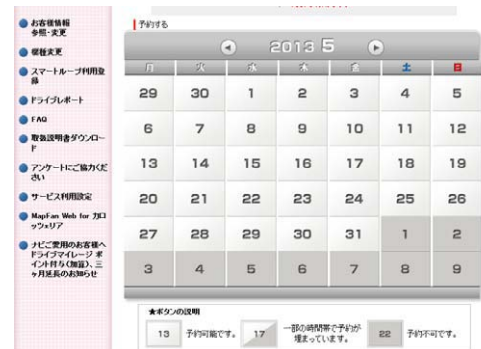 お客様情報
参照・変更
機種変更
スマートループ利用登
録
ドライブレポート
FAQ
取扱説明書ダウンロー
ド
アンケートにご協力くだ
さい
サービス利用設定
MapFan Web for カロ
ッツェリア
ナビご愛用のお客様へ
ドライブマイレージ ポ
イント付与(加算)、三
ヶ月延長のお知らせ
予約する
2013 5
月 火 水 木 金 土 日
29 30 1 2 3 4 5
6 7 8 9 10 11 12
13 14 15 16 17 18 19
20 21 22 23 24 25 26
27 28 29 30 31 1 2
3 4 5 6 7 8 9
★ボタンの説明
13 予約可能です。 17 一部の時間帯で予約が
埋まっています。 22 予約不可です。